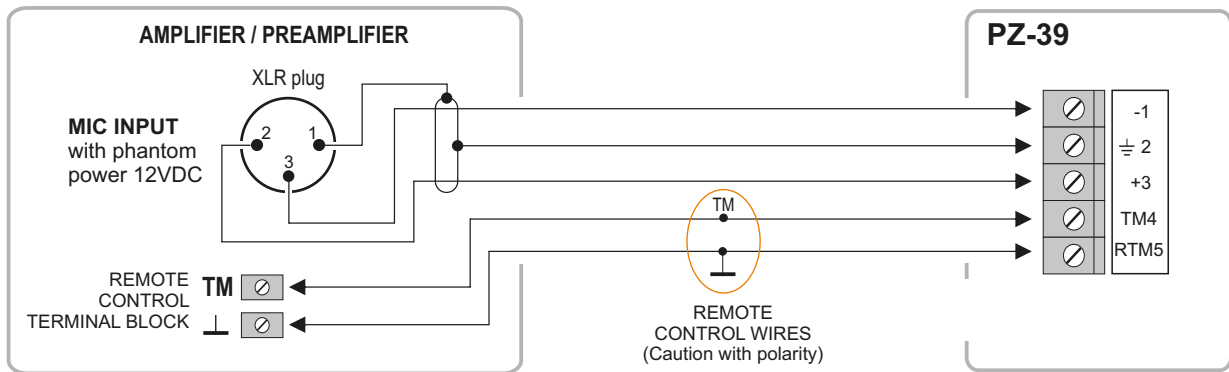 AMPLIFIER / PREAMPLIFIER
XLR plug
MIC INPUT
with phantom
power 12VDC
2
1
3
REMOTE
CONTROL
TERMINAL BLOCK
TM
TM
REMOTE
CONTROL WIRES
(Caution with polarity)
PZ-39
-1
⏚ 2
+3
TM4
RTM5